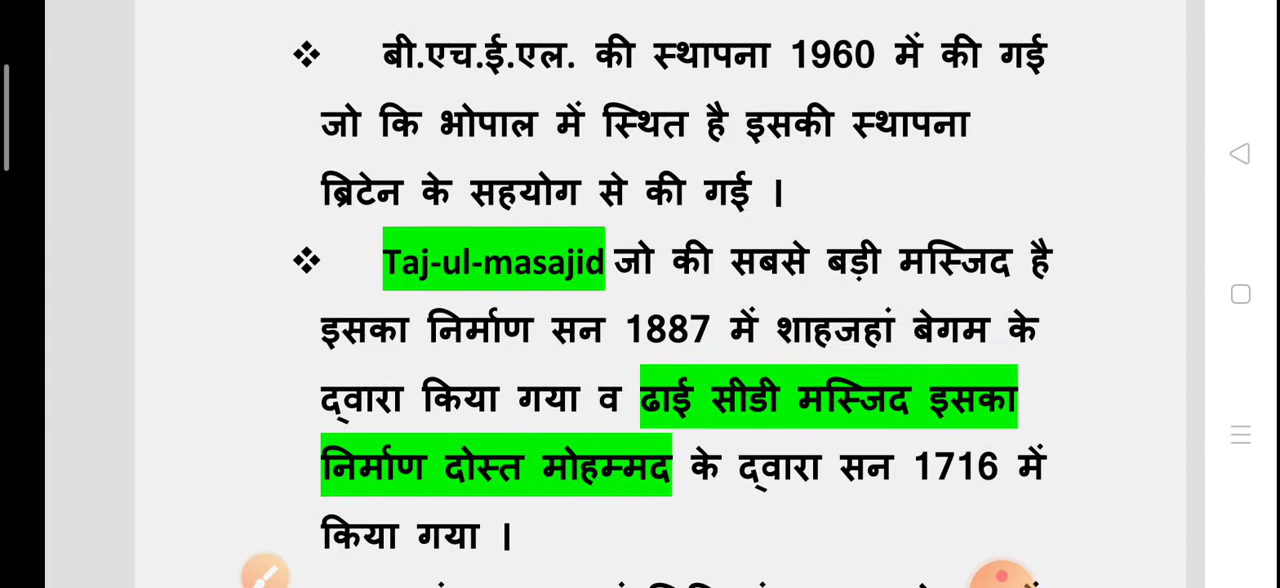 ❖ बी.एच.ई.एल. की स्थापना 1960 में की गई
जो कि भोपाल में स्थित है इसकी स्थापना
ब्रिटेन के सहयोग से की गई ।
❖ Taj-ul-masajid जो की सबसे बड़ी मस्जिद है
इसका निर्माण सन 1887 में शाहजहां बेगम के
द्वारा किया गया व ढाई सीडी मस्जिद इसका
निर्माण दोस्त मोहम्मद के द्वारा सन 1716 में
किया गया ।